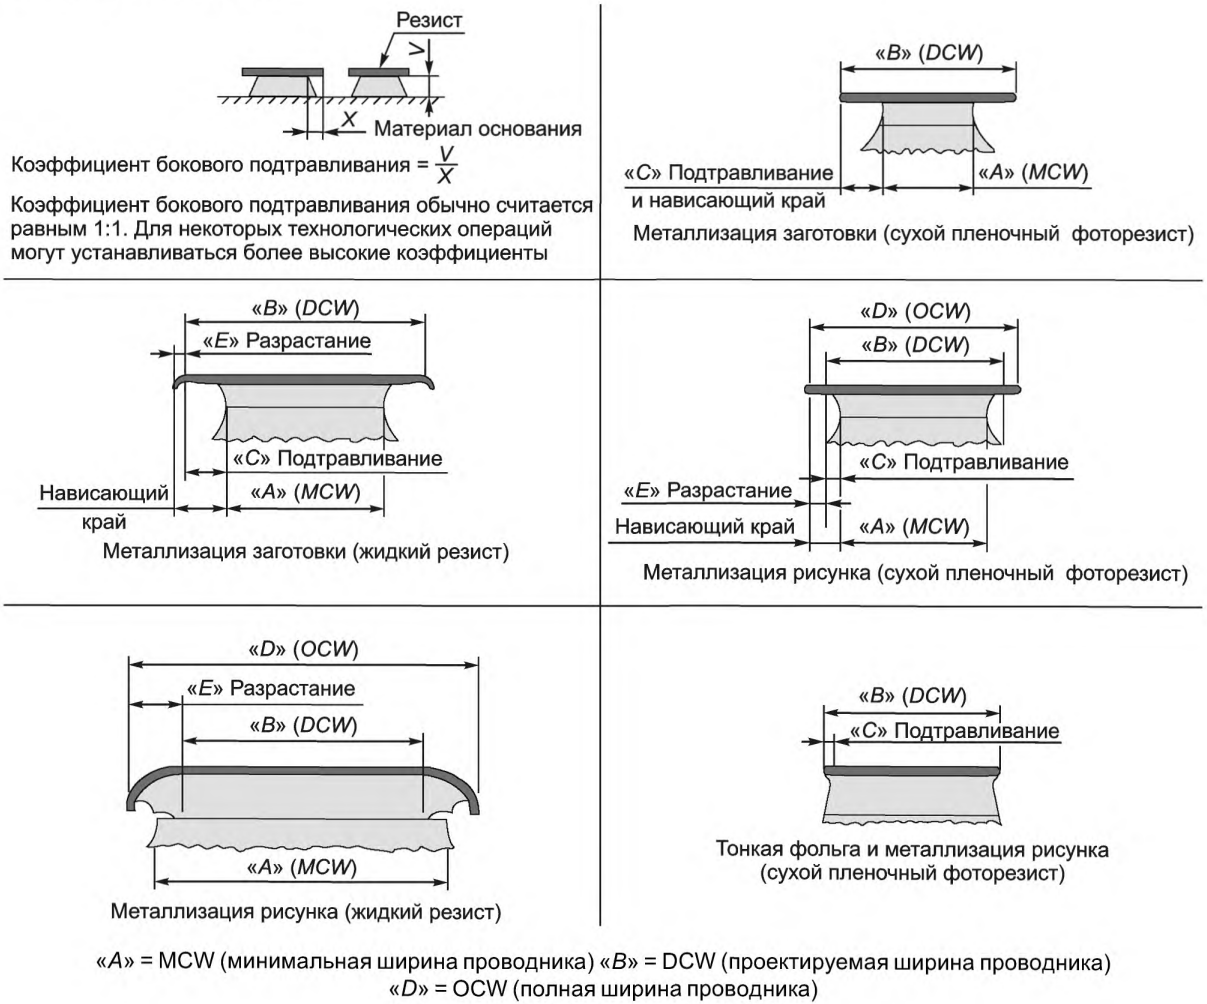 Резист
V
X
Материал основания
Коэффициент бокового подтравливания = V/X
Коэффициент бокового подтравливания обычно считается
равным 1:1. Для некоторых технологических операций
могут устанавливаться более высокие коэффициенты
«B» (DCW)
«C» Подтравливание
и нависающий край
«A» (MCW)
Металлизация заготовки (сухой пленочный фоторезист)
«B» (DCW)
«E» Разрастание
«C» Подтравливание
Нависающий
край
«A» (MCW)
Металлизация заготовки (жидкий резист)
«D» (OCW)
«B» (DCW)
«C» Подтравливание
«E» Разрастание
Нависающий край
«A» (MCW)
Металлизация рисунка (сухой пленочный фоторезист)
«D» (OCW)
«E» Разрастание
«B» (DCW)
«A» (MCW)
Металлизация рисунка (жидкий резист)
«B» (DCW)
«C» Подтравливание
Тонкая фольга и металлизация рисунка
(сухой пленочный фоторезист)
«A» = MCW (минимальная ширина проводника) «B» = DCW (проектируемая ширина проводника)
«D» = OCW (полная ширина проводника)